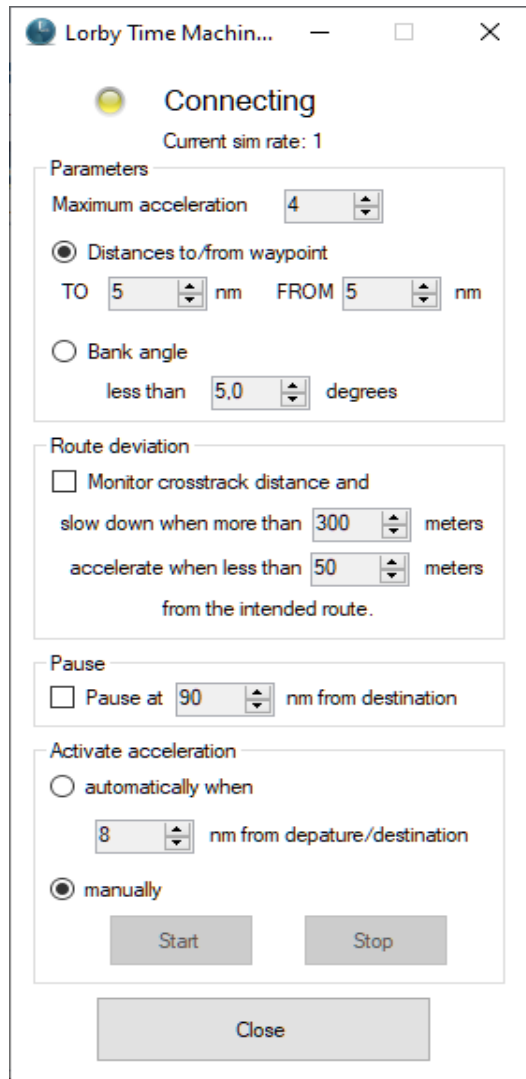 Lorby Time Machin...
Connecting
Current sim rate: 1
Parameters
Maximum acceleration 4
Distances to/from waypoint
TO 5 nm FROM 5 nm
Bank angle
less than 5,0 degrees
Route deviation
Monitor crosstrack distance and
slow down when more than 300 meters
accelerate when less than 50 meters
from the intended route.
Pause
Pause at 90 nm from destination
Activate acceleration
automatically when
8 nm from depature/destination
manually
Start Stop
Close